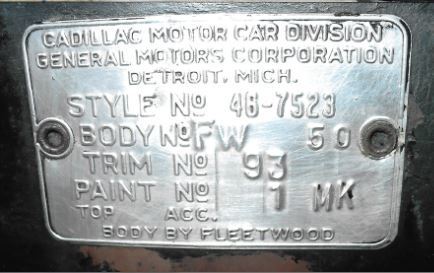 CADILLAC MOTOR CAR DIVISION
GENERAL MOTORS CORPORATION
DETROIT, MICH.
STYLE No 46-7523
BODY No FW 50
TRIM No 93
PAINT No 1 MK
TOP ACC.
BODY BY FLEETWOOD